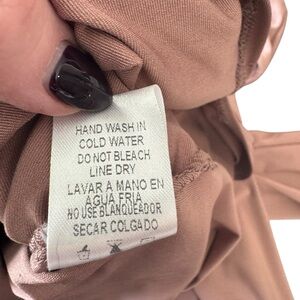 HAND WASH IN
COLD WATER
DO NOT BLEACH
LINE DRY
LAVAR A MANO EN
AGUA FRIA
NO USE BLANQUEADOR
SECAR COLGADO